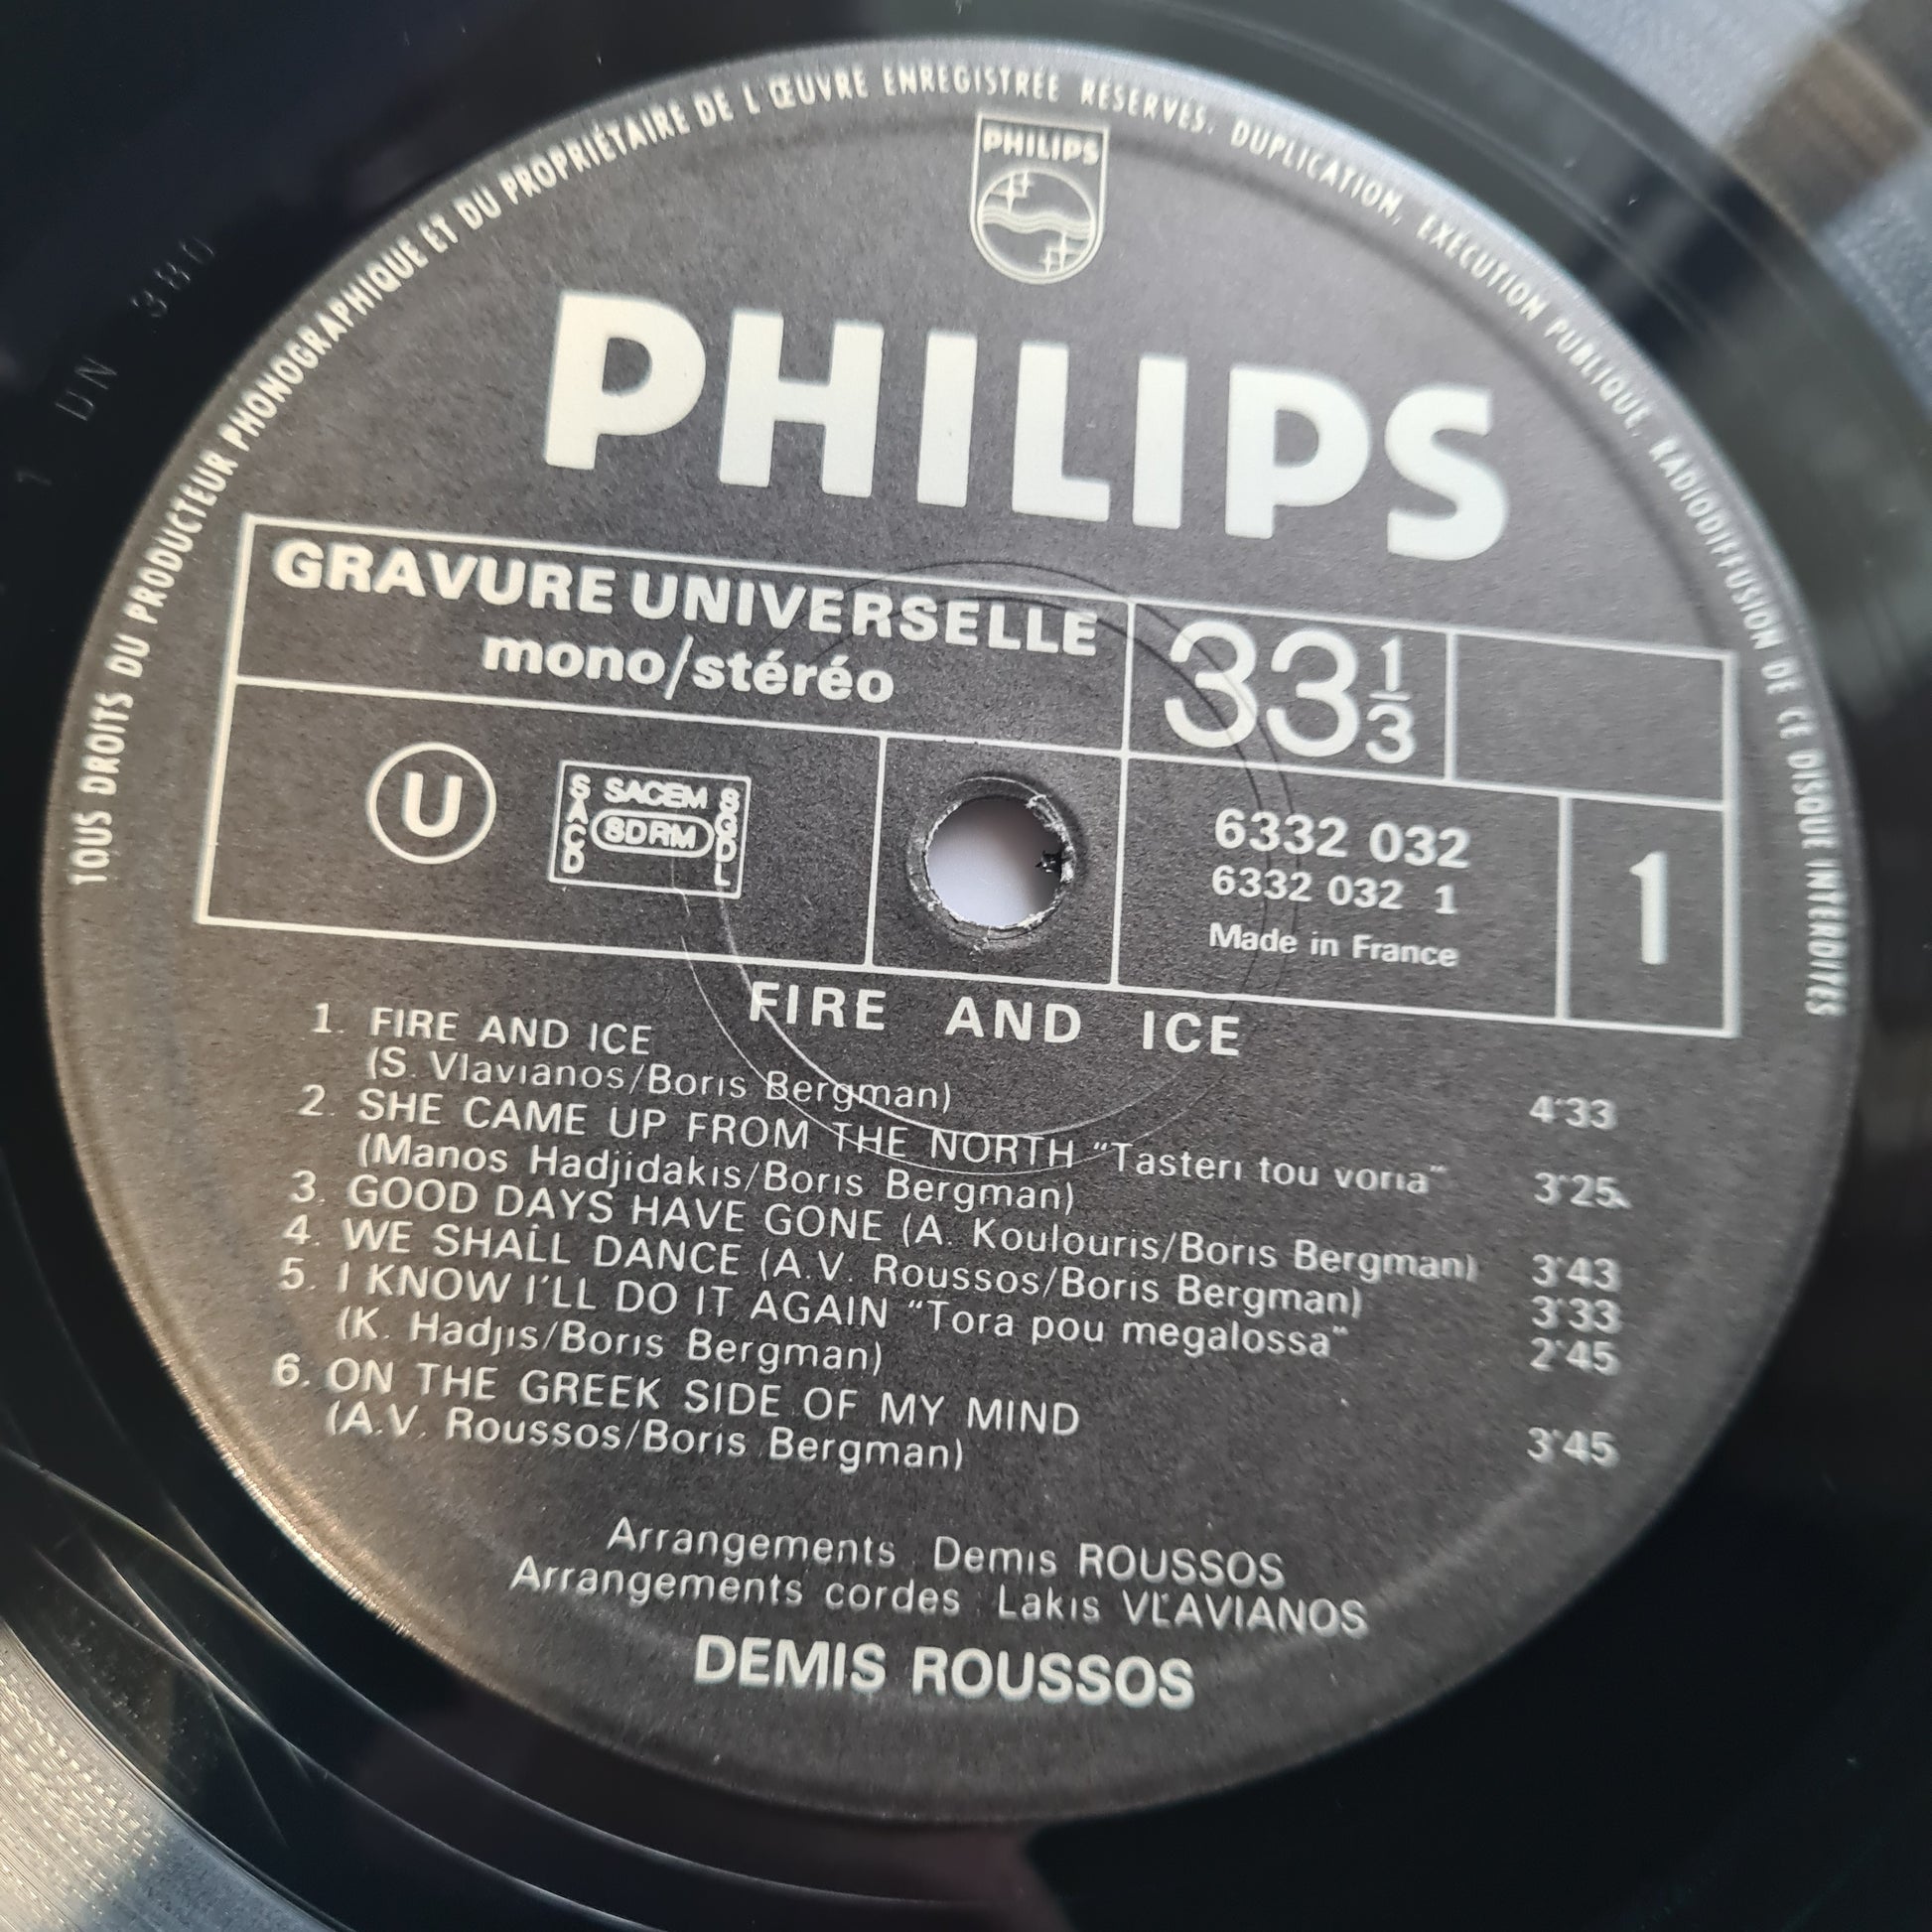 TOUS DROITS DU PRODUCTEUR PHONOGRAPHIQUE ET DU PROPRIÉTAIRE DE L'ŒUVRE ENREGISTRÉE RÉSERVÉS. DUPLICATION, EXÉCUTION PUBLIQUE, RADIODIFFUSION DE CE DISQUE INTERDITES
PHILIPS
PHILIPS
GRAVURE UNIVERSELLE
mono/stéréo
33 1/3
U
SACEM
SACD
SDRM
SGDL
6332 032
6332 032 1
Made in France
1
FIRE AND ICE
1. FIRE AND ICE
(S. Vlavianos/Boris Bergman) 4'33
2. SHE CAME UP FROM THE NORTH "Tasteri tou voria" 3'25
(Manos Hadjidakis/Boris Bergman)
3. GOOD DAYS HAVE GONE (A. Koulouris/Boris Bergman) 3'43
4. WE SHALL DANCE (A.V. Roussos/Boris Bergman) 3'33
5. I KNOW I'LL DO IT AGAIN "Tora pou megalossa" 2'45
(K. Hadjis/Boris Bergman)
6. ON THE GREEK SIDE OF MY MIND
(A.V. Roussos/Boris Bergman) 3'45
Arrangements : Demis ROUSSOS
Arrangements cordes : Lakis VLAVIANOS
DEMIS ROUSSOS